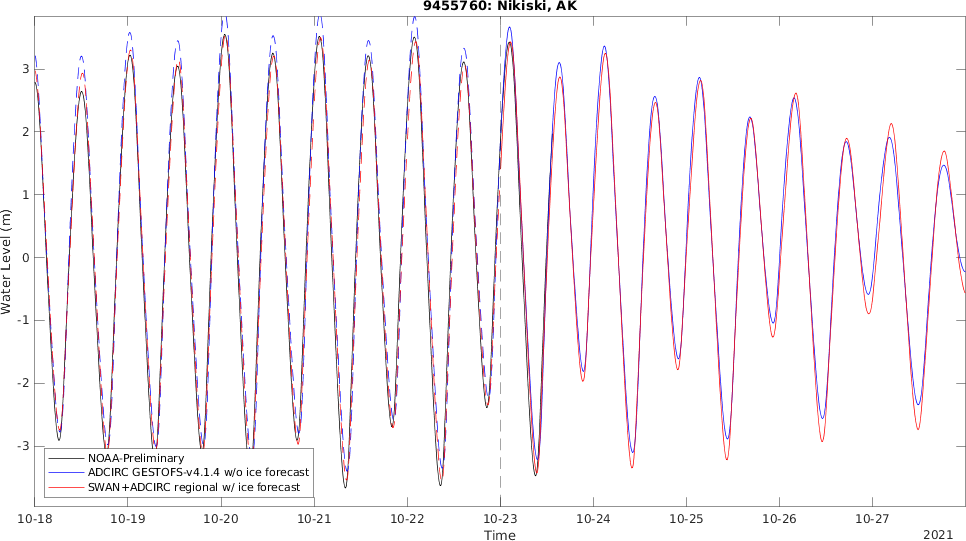 9455760: Nikiski, AK
Water Level (m)
3
2
1
0
-1
-2
-3
NOAA-Preliminary
ADCIRC GESTOFS-v4.1.4 w/o ice forecast
SWAN+ADCIRC regional w/ ice forecast
10-18 10-19 10-20 10-21 10-22 10-23 10-24 10-25 10-26 10-27
Time
2021